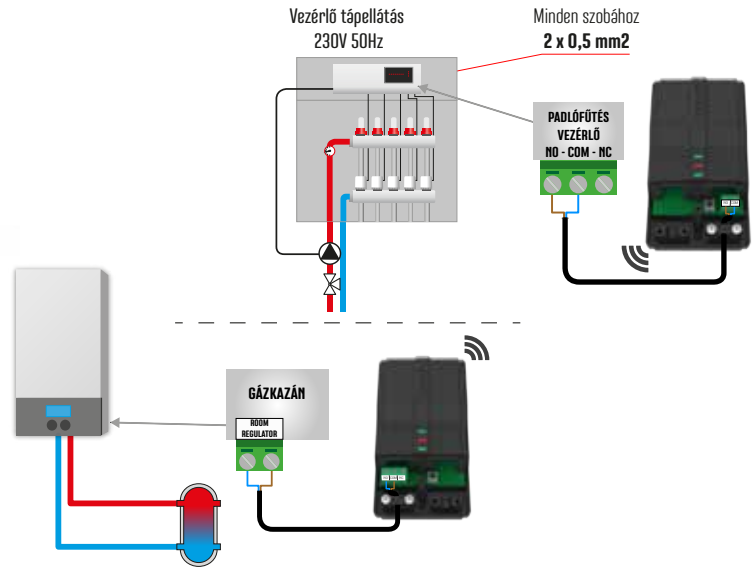 Vezérlő tápellátás
230V 50Hz
Minden szobához
2 x 0,5 mm2
PADLÓFŰTÉS
VEZÉRLŐ
NO - COM - NC
GÁZKAZÁN
ROOM
REGULATOR